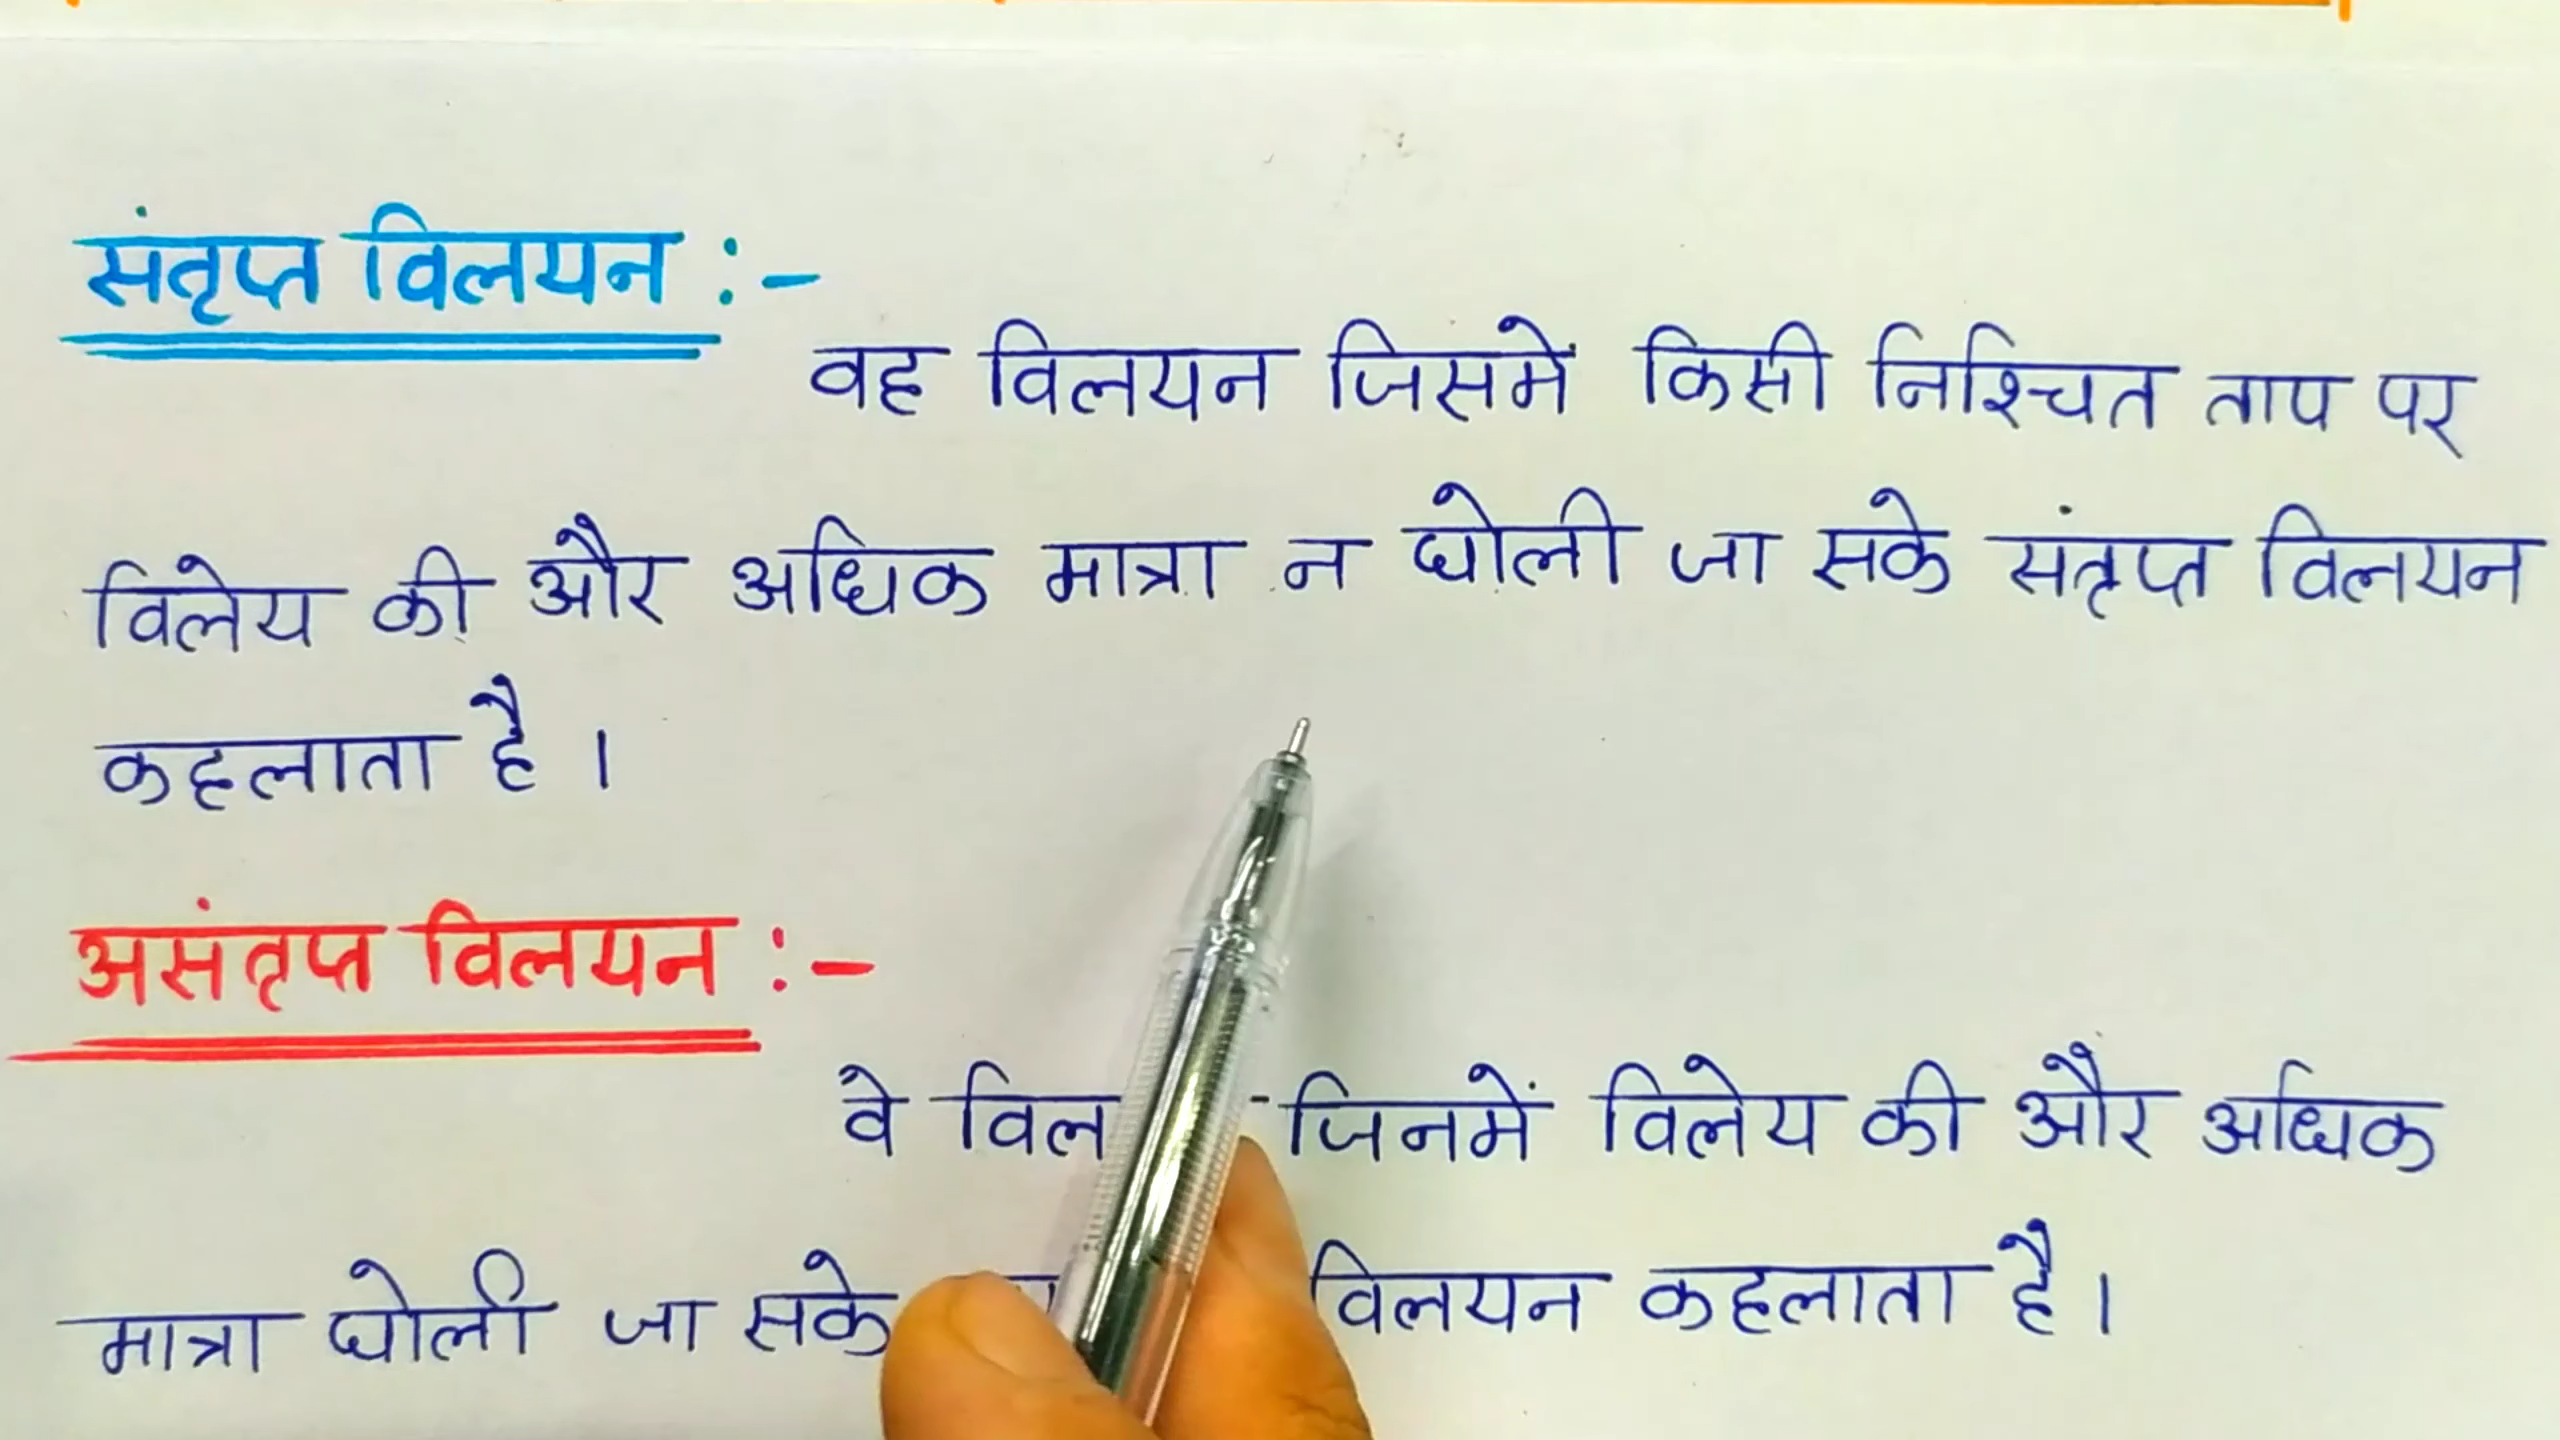 संतृप्त विलयन :-
वह विलयन जिसमें किसी निश्चित ताप पर
विलेय की और अधिक मात्रा न घोली जा सके संतृप्त विलयन
कहलाता है ।
असंतृप्त विलयन :-
वे जिनमें विलेय की और अधिक
मात्रा घोली जा सके विलयन कहलाता है ।